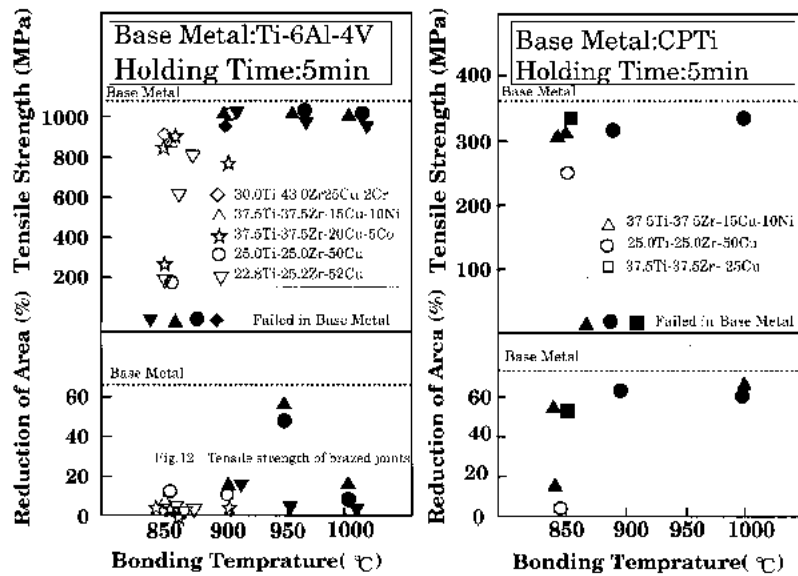 Base Metal:Ti-6Al-4V
Holding Time:5min
Tensile Strength (MPa)
Base Metal
1000
800
600
400
200
30.0Ti-43.0Zr25Cu-2Cr
37.5Ti-37.5Zr-15Cu-10Ni
37.5Ti-37.5Zr-20Cu-5Co
25.0Ti-25.0Zr-50Cu
22.8Ti-25.2Zr-52Cu
Failed in Base Metal
Reduction of Area (%)
Base Metal
60
40
20
0
Fig.12 Tensile strength of brazed joints
850 900 950 1000
Bonding Temprature( ℃)
Base Metal:CPTi
Holding Time:5min
Tensile Strength (MPa)
400
Base Metal
300
200
100
37.5Ti-37.5Zr-15Cu-10Ni
25.0Ti-25.0Zr-50Cu
37.5Ti-37.5Zr- 25Cu
Failed in Base Metal
Reduction of Area (%)
Base Metal
60
40
20
0
850 900 950 1000
Bonding Temprature( ℃)